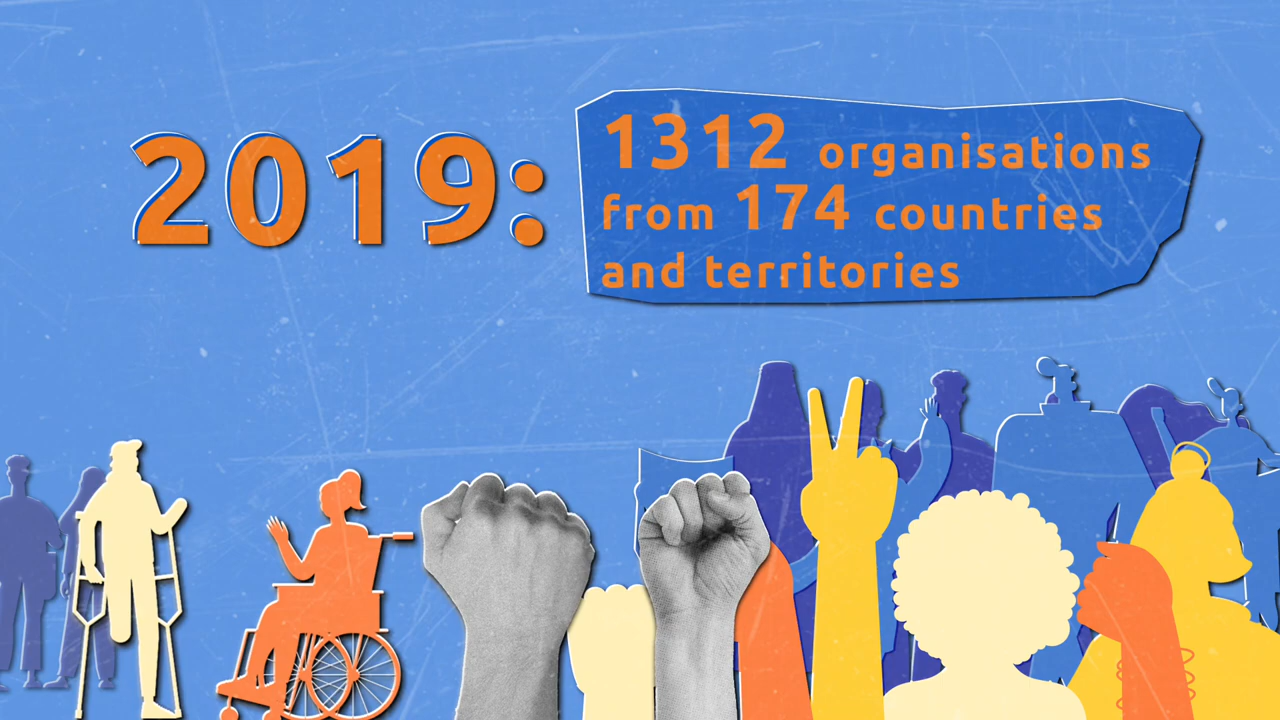 2019:
1312 organisations
from 174 countries
and territories